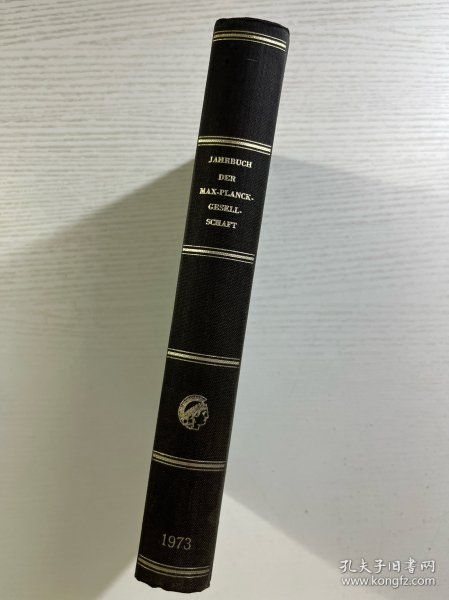 JAHRBUCH
DER
MAX-PLANCK-
GESELL-
SCHAFT
1973
孔夫子旧书网
www.kongfz.com